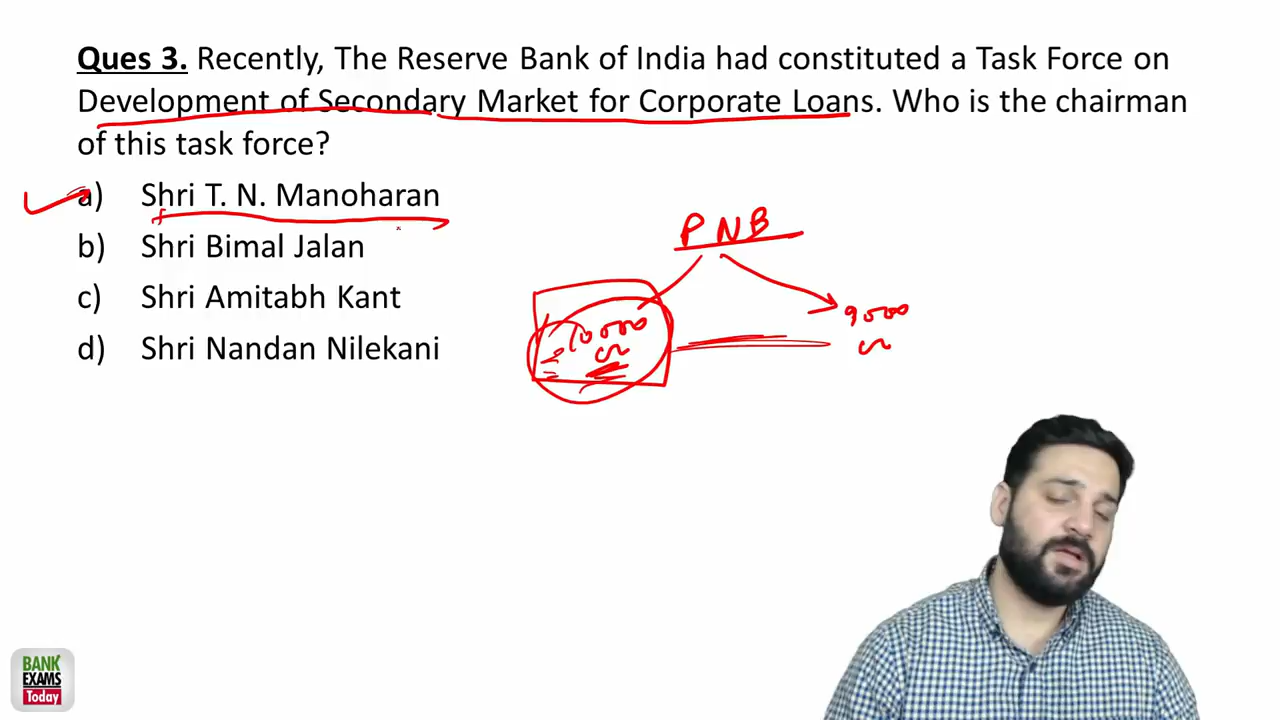 Ques 3. Recently, The Reserve Bank of India had constituted a Task Force on
Development of Secondary Market for Corporate Loans. Who is the chairman
of this task force?
a) Shri T. N. Manoharan
b) Shri Bimal Jalan
c) Shri Amitabh Kant
d) Shri Nandan Nilekani
PNB
10000
9000
BANK
EXAMS
Today